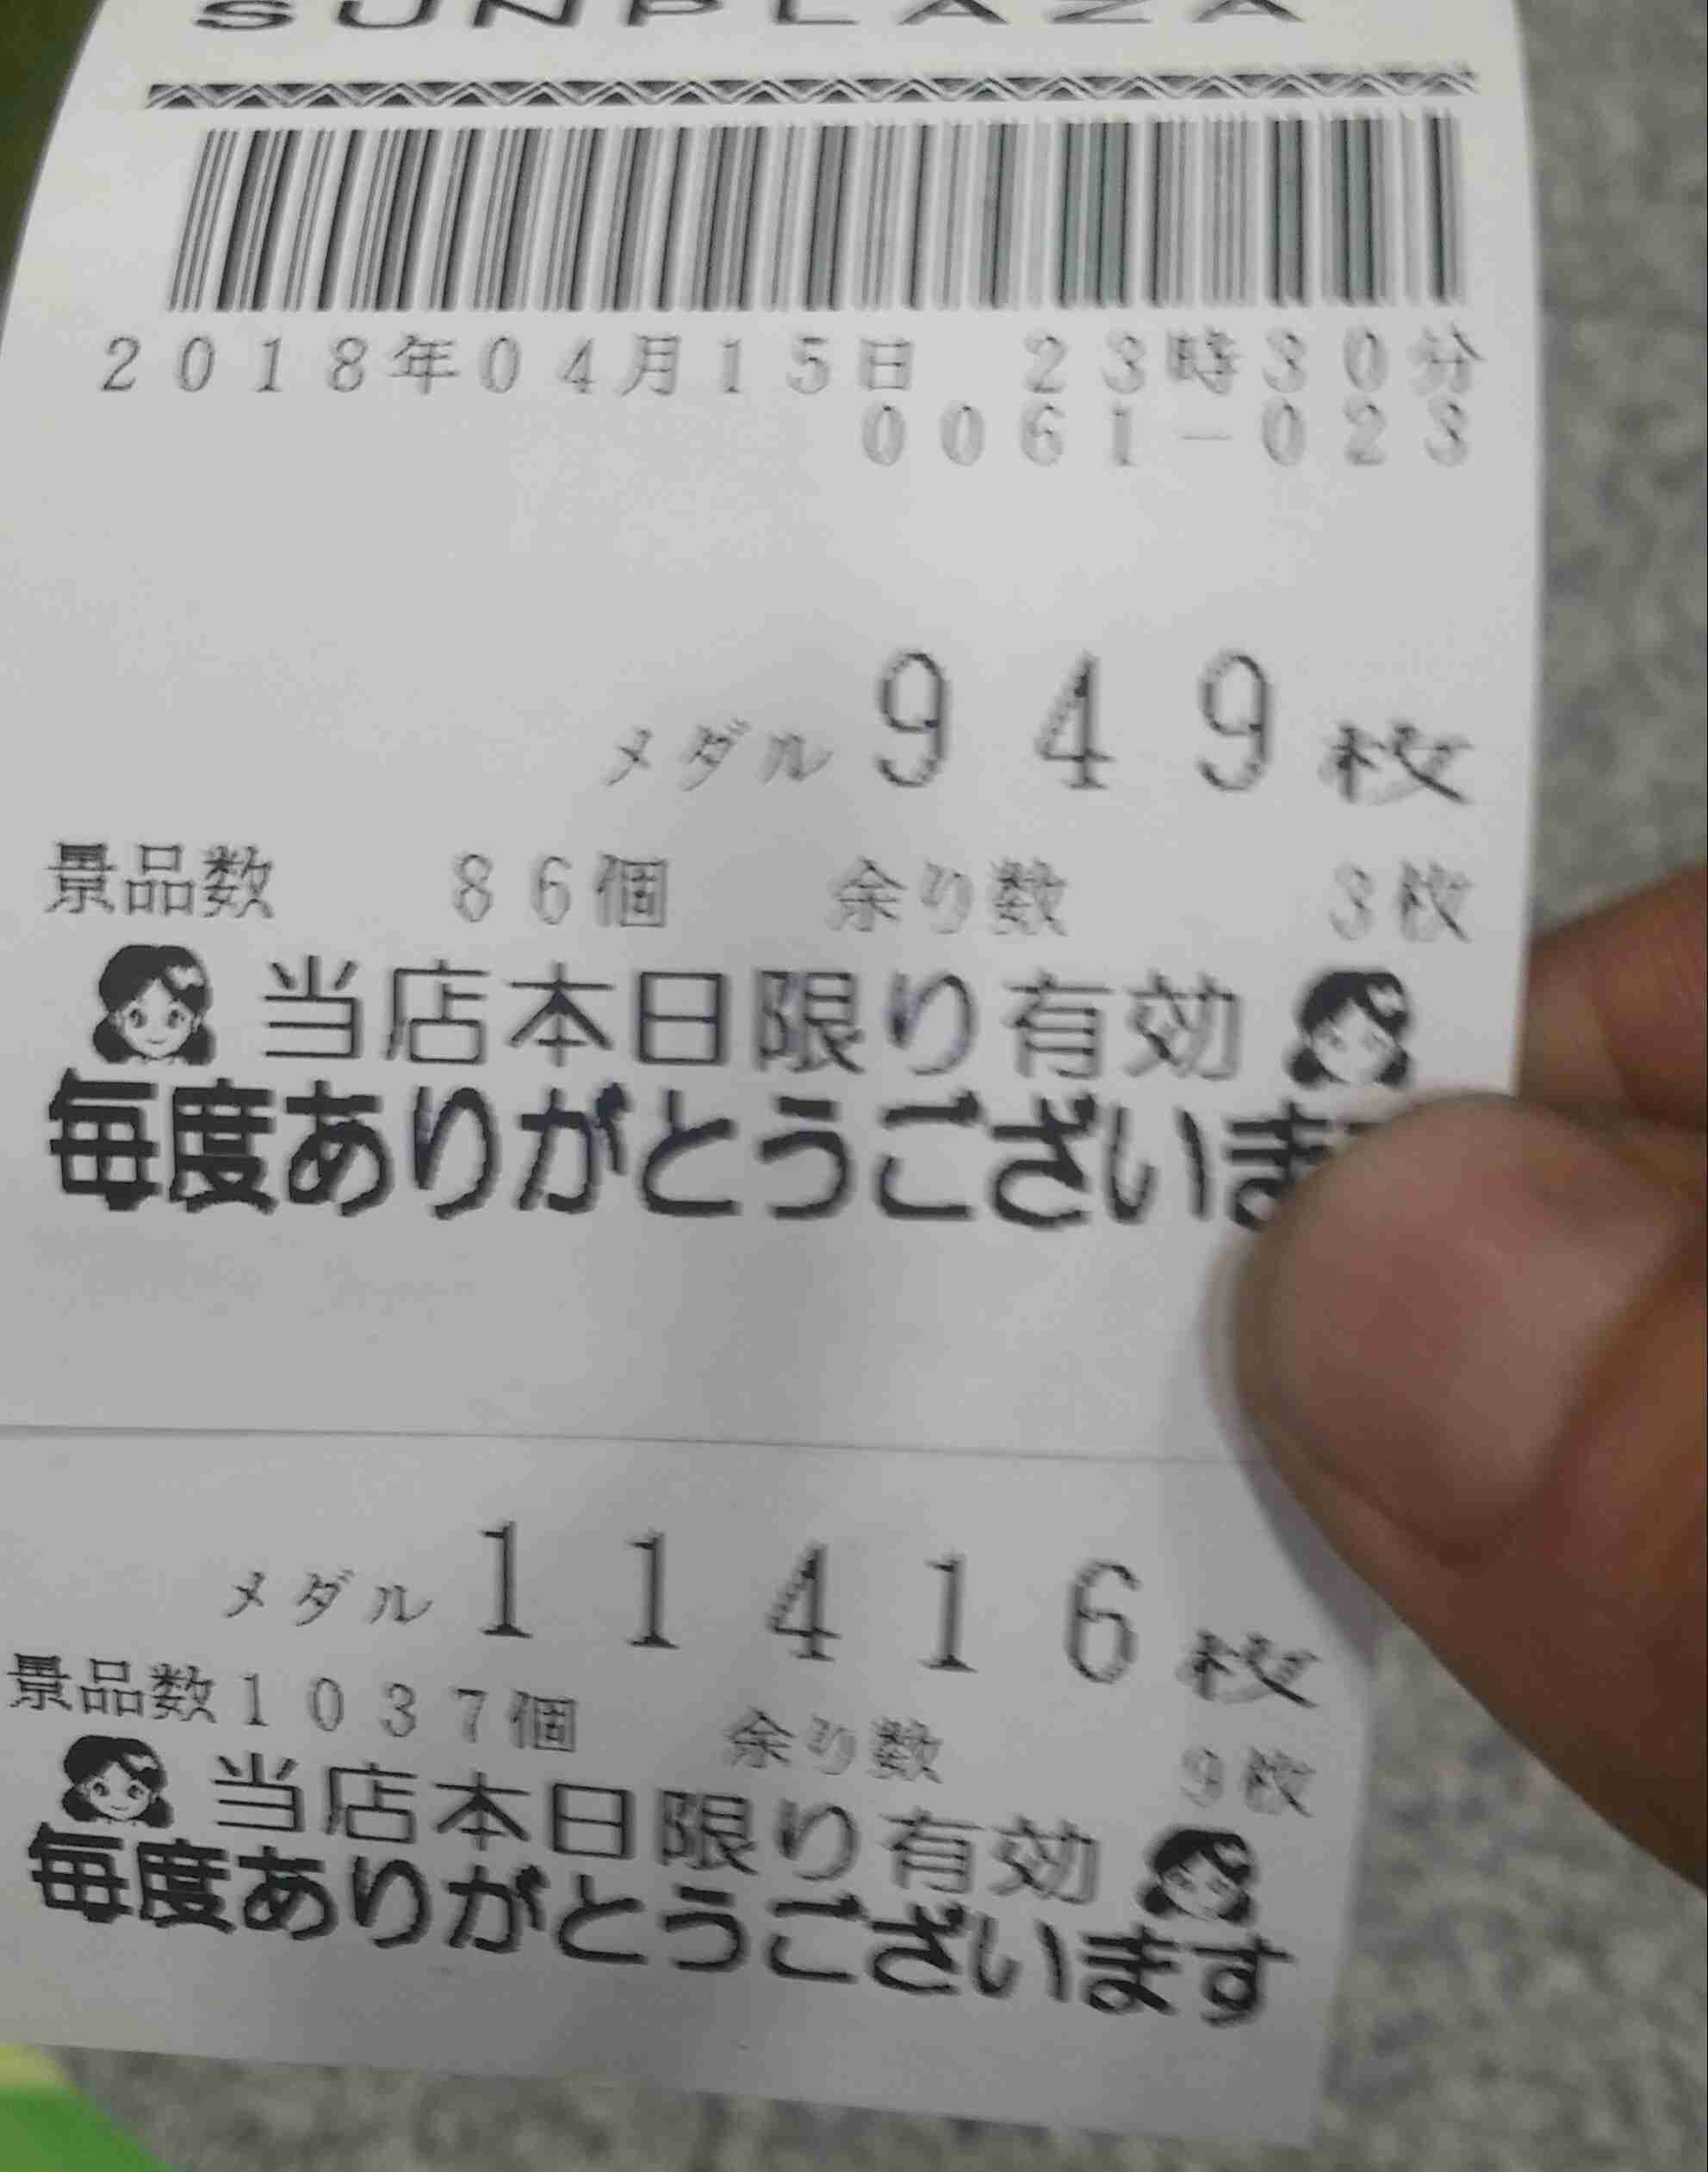 SUNPLAZA
2018年04月15日 23時30分
0061-023
メダル949枚
景品数 86個 余り数 3枚
当店本日限り有効
毎度ありがとうございま
メダル11416枚
景品数1037個 余り数 9枚
当店本日限り有効
毎度ありがとうございます